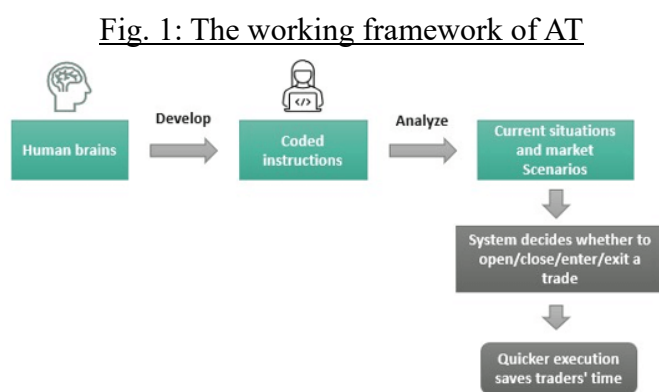 Fig. 1: The working framework of AT
Human brains
Develop
</>
Coded
instructions
Analyze
Current situations
and market
Scenarios
System decides whether to
open/close/enter/exit a
trade
Quicker execution
saves traders' time